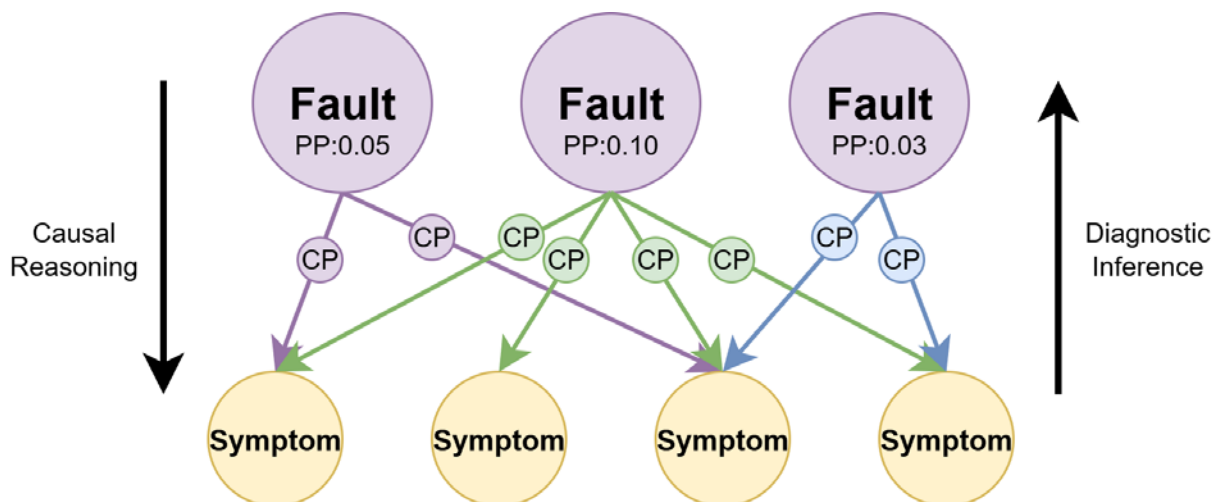 Fault
PP:0.05
Fault
PP:0.10
Fault
PP:0.03
Causal
Reasoning
CP
CP
CP
CP
CP
CP
CP
CP
Diagnostic
Inference
Symptom
Symptom
Symptom
Symptom